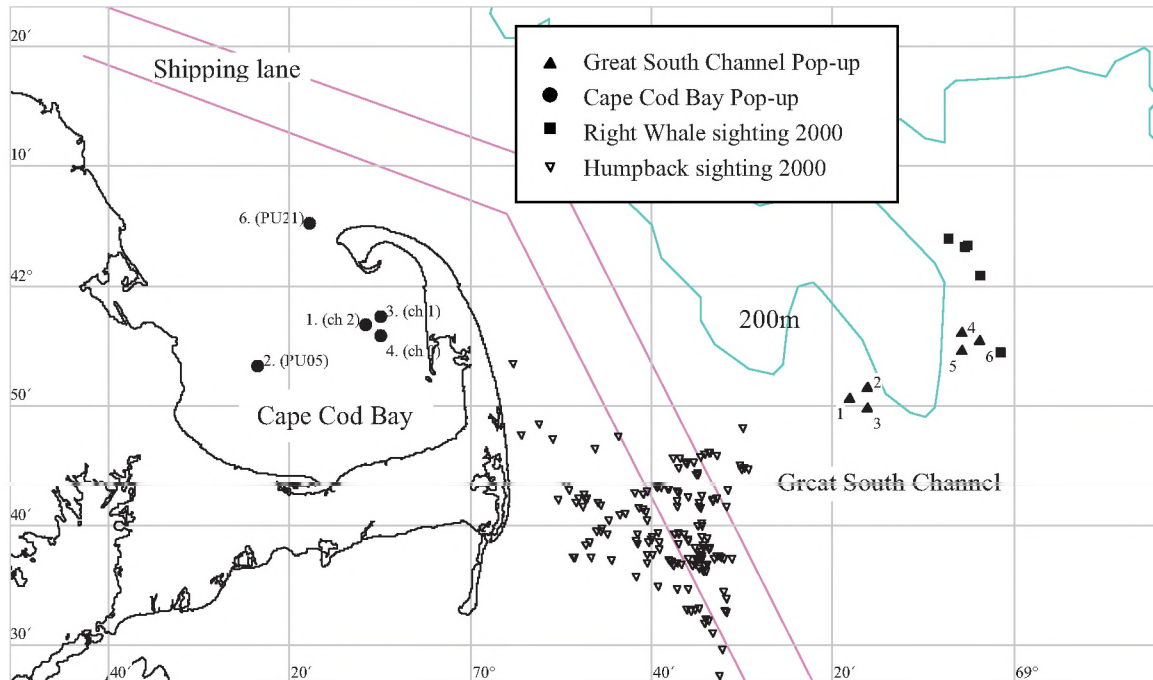 20′
Shipping lane
Great South Channel Pop-up
Cape Cod Bay Pop-up
Right Whale sighting 2000
Humpback sighting 2000
10′
6. (PU21)
42°
3. (ch 1)
1. (ch 2)
200m
4. (ch
4
6
5
2. (PU05)
2
50′
1
3
Cape Cod Bay
Great South Channel
40′
30′
40′
20′
70°
40′
20′
69°